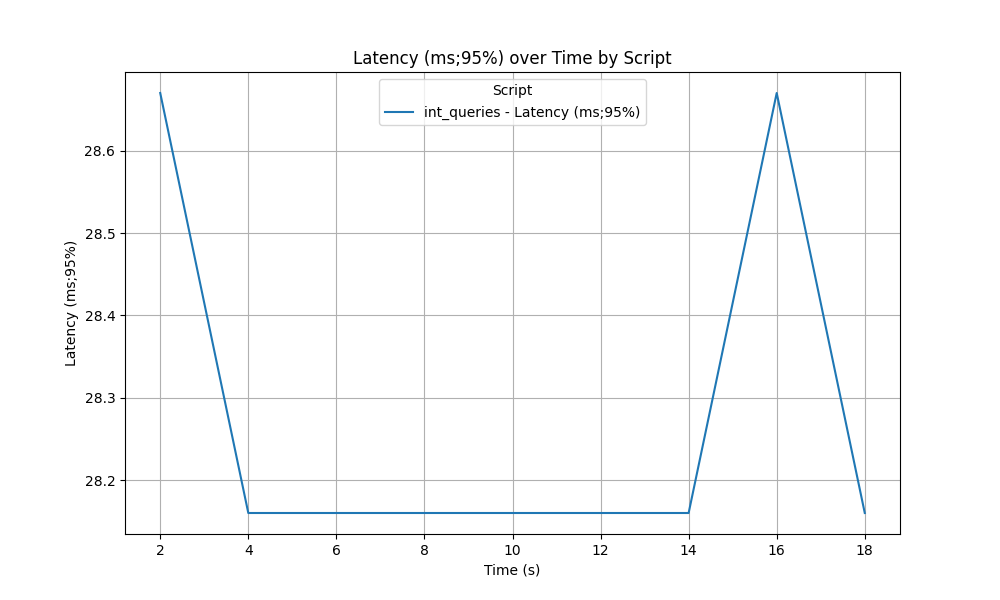 Latency (ms;95%) over Time by Script
Script
int_queries - Latency (ms;95%)
Latency (ms;95%)
28.6
28.5
28.4
28.3
28.2
2 4 6 8 10 12 14 16 18
Time (s)